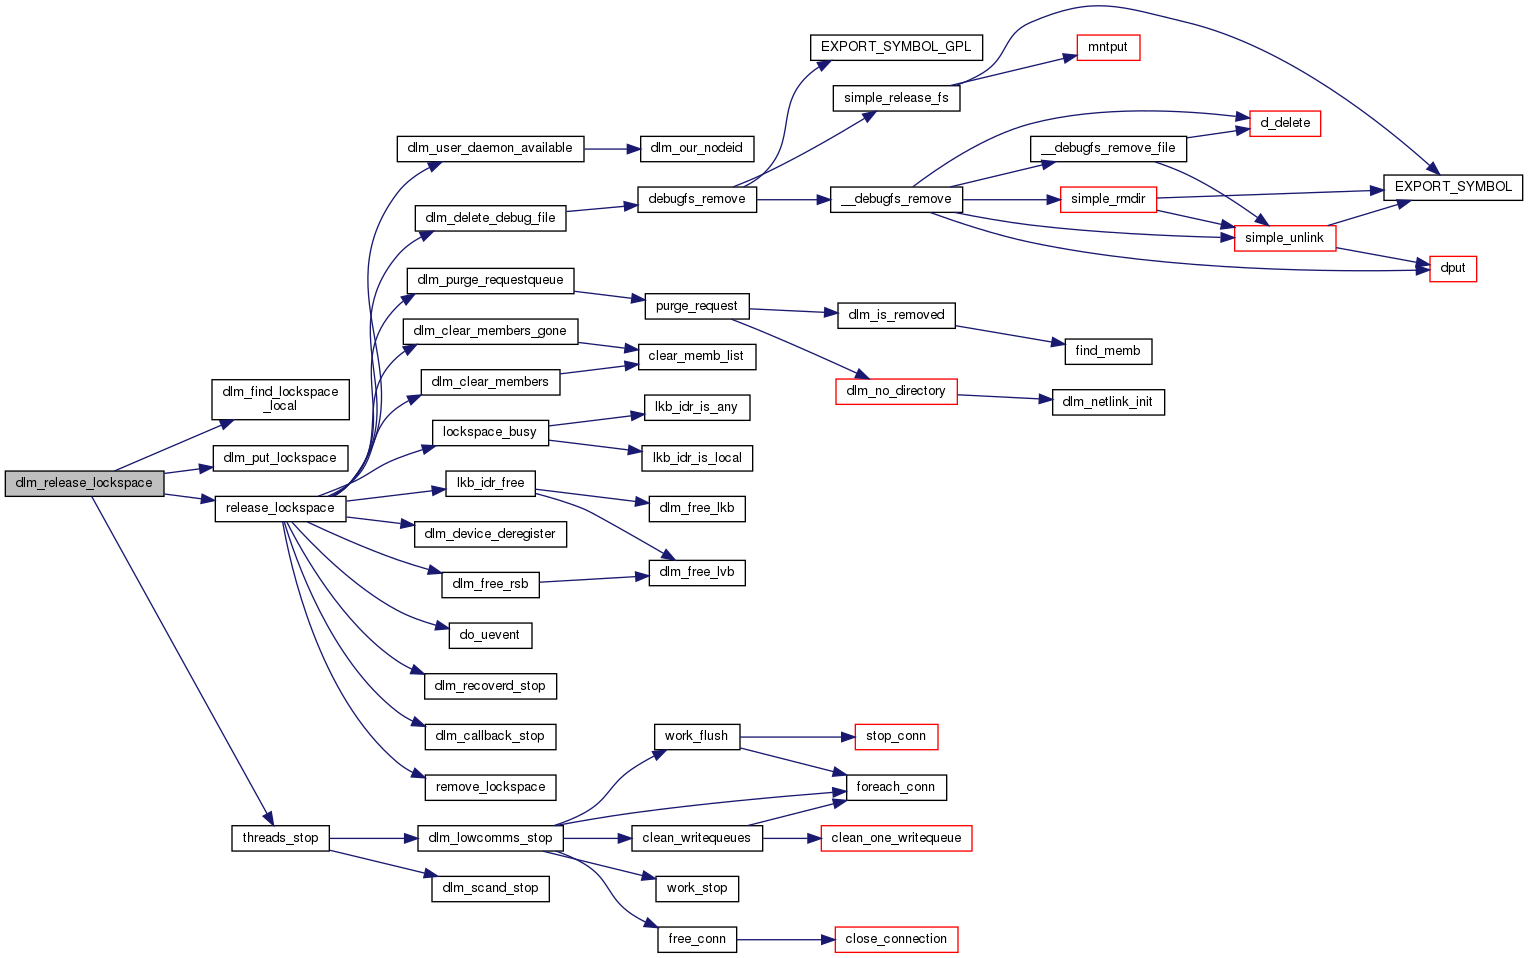 dlm_release_lockspace
dlm_find_lockspace
_local
dlm_put_lockspace
release_lockspace
threads_stop
dlm_user_daemon_available
dlm_delete_debug_file
dlm_purge_requestqueue
dlm_clear_members_gone
dlm_clear_members
lockspace_busy
lkb_idr_free
dlm_device_deregister
dlm_free_rsb
do_uevent
dlm_recoverd_stop
dlm_callback_stop
remove_lockspace
dlm_lowcomms_stop
dlm_scand_stop
dlm_our_nodeid
debugfs_remove
purge_request
clear_memb_list
lkb_idr_is_any
lkb_idr_is_local
dlm_free_lkb
dlm_free_lvb
work_flush
clean_writequeues
work_stop
free_conn
EXPORT_SYMBOL_GPL
simple_release_fs
__debugfs_remove
dlm_is_removed
dlm_no_directory
stop_conn
foreach_conn
clean_one_writequeue
close_connection
mntput
__debugfs_remove_file
simple_rmdir
find_memb
dlm_netlink_init
d_delete
simple_unlink
EXPORT_SYMBOL
dput